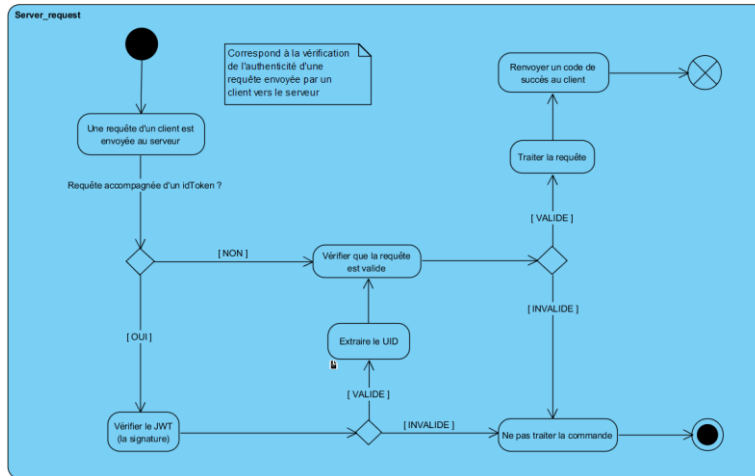 Server_request
Correspond à la vérification
de l'authenticité d'une
requête envoyée par un
client vers le serveur
Renvoyer un code de
succès au client
Une requête d'un client est
envoyée au serveur
Traiter la requête
Requête accompagnée d'un idToken ?
[ VALIDE ]
[ NON ]
Vérifier que la requête
est valide
[ INVALIDE ]
[ OUI ]
Extraire le UID
[ VALIDE ]
Vérifier le JWT
(la signature)
[ INVALIDE ]
Ne pas traiter la commande